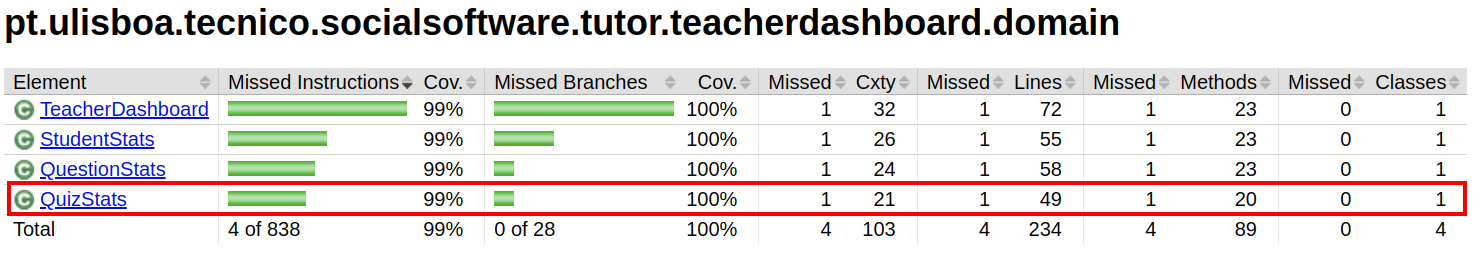 pt.ulisboa.tecnico.socialsoftware.tutor.teacherdashboard.domain
Element Missed Instructions Cov. Missed Branches Cov. Missed Cxty Missed Lines Missed Methods Missed Classes
C TeacherDashboard 99% 100% 1 32 1 72 1 23 0 1
C StudentStats 99% 100% 1 26 1 55 1 23 0 1
C QuestionStats 99% 100% 1 24 1 58 1 23 0 1
C QuizStats 99% 100% 1 21 1 49 1 20 0 1
Total 4 of 838 99% 0 of 28 100% 4 103 4 234 4 89 0 4